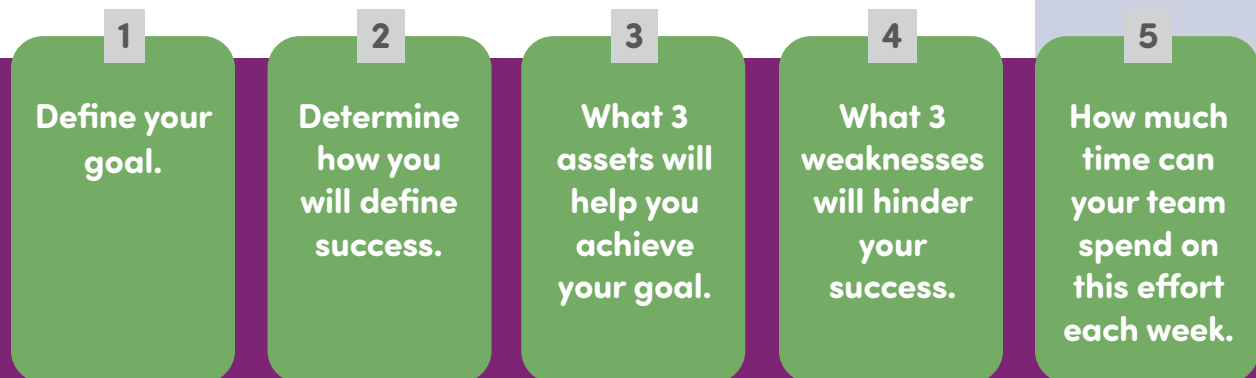 1
Define your
goal.
2
Determine
how you
will define
success.
3
What 3
assets will
help you
achieve
your goal.
4
What 3
weaknesses
will hinder
your
success.
5
How much
time can
your team
spend on
this effort
each week.